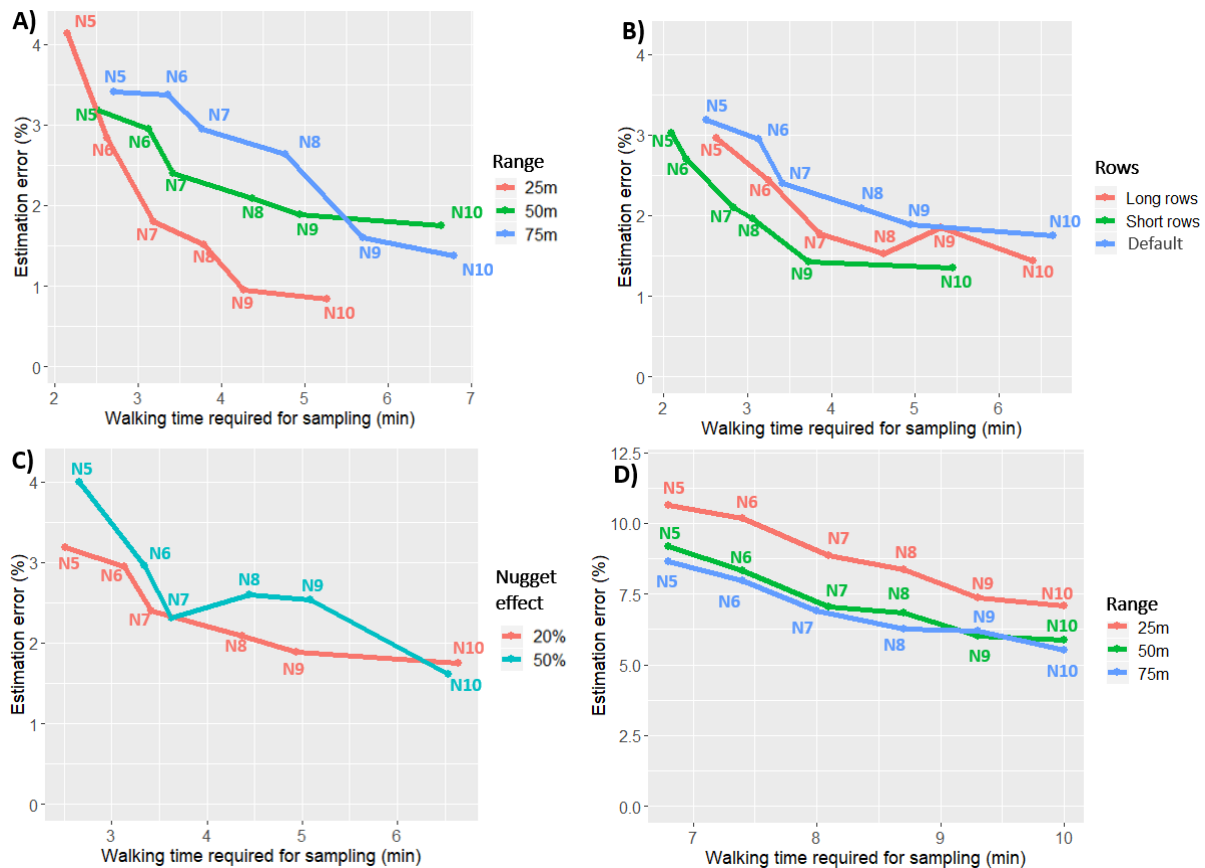 A)
Estimation error (%)
4
3
2
1
0
N5
N5
N6
N5
N6
N6
N7
N7
N8
N7
N8
N8
N10
N9
N9
N9
N10
N10
2
3
4
5
6
7
Walking time required for sampling (min)
Range
25m
50m
75m
B)
Estimation error (%)
4
3
2
1
0
N5
N5
N5
N6
N6
N6
N7
N7
N8
N9
N10
N8
N7
N8
N9
N9
N10
N10
2
3
4
5
6
Walking time required for sampling (min)
Rows
Long rows
Short rows
Default
C)
Estimation error (%)
4
3
2
1
0
N5
N5
N6
N6
N7
N8
N9
N7
N8
N9
N10
N10
3
4
5
6
Walking time required for sampling (min)
Nugget
effect
20%
50%
D)
Estimation error (%)
12.5
10.0
7.5
5.0
2.5
0.0
N5
N6
N7
N8
N9
N10
N5
N6
N7
N8
N9
N10
N5
N6
N7
N8
N9
N10
7
8
9
10
Walking time required for sampling (min)
Range
25m
50m
75m